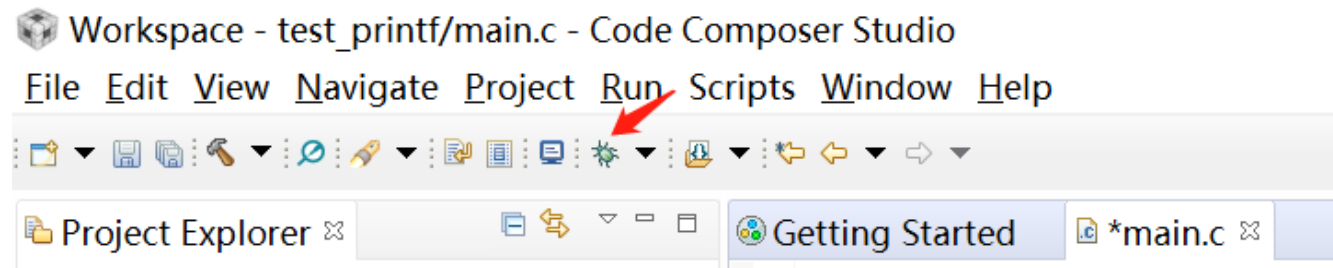 Workspace - test_printf/main.c - Code Composer Studio
File Edit View Navigate Project Run Scripts Window Help
Project Explorer Getting Started *main.c